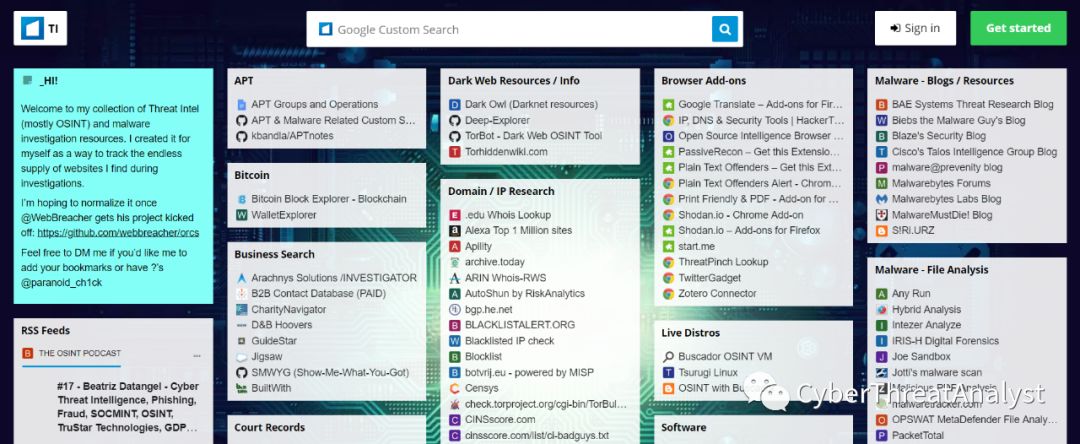 TI
Google Custom Search
Sign in
Get started
_HI!
Welcome to my collection of Threat Intel
(mostly OSINT) and malware
investigation resources. I created it for
myself as a way to track the endless
supply of websites I find during
investigations.
I'm hoping to normalize it once
@WebBreacher gets his project kicked
off: https://github.com/webbreacher/orcs
Feel free to DM me if you'd like me to
add your bookmarks or have ?'s
@paranoid_ch1ck
RSS Feeds
THE OSINT PODCAST
...
#17 - Beatriz Datangel - Cyber
Threat Intelligence, Phishing,
Fraud, SOCMINT, OSINT,
TruStar Technologies, GDP...
APT
APT Groups and Operations
APT & Malware Related Custom S...
kbandla/APTnotes
Bitcoin
Bitcoin Block Explorer - Blockchain
WalletExplorer
Business Search
Arachnys Solutions /INVESTIGATOR
B2B Contact Database (PAID)
CharityNavigator
D&B Hoovers
GuideStar
Jigsaw
SMWYG (Show-Me-What-You-Got)
BuiltWith
Court Records
Dark Web Resources / Info
Dark Owl (Darknet resources)
Deep-Explorer
TorBot - Dark Web OSINT Tool
Torhiddenwiki.com
Domain / IP Research
.edu Whois Lookup
Alexa Top 1 Million sites
Apility
archive.today
ARIN Whois-RWS
AutoShun by RiskAnalytics
bgp.he.net
BLACKLISTALERT.ORG
Blacklisted IP check
Blocklist
botvrij.eu - powered by MISP
Censys
check.torproject.org/cgi-bin/TorBul...
CINSscore.com
cinsscore.com/list/ci-badguys.txt
Browser Add-ons
Google Translate – Add-ons for Fir...
IP, DNS & Security Tools | HackerT...
Open Source Intelligence Browser ...
PassiveRecon – Get this Extensio...
Plain Text Offenders – Get this Ext...
Plain Text Offenders Alert - Chrom...
Print Friendly & PDF - Add-on for ...
Shodan.io - Chrome Add-on
Shodan.io – Add-ons for Firefox
start.me
ThreatPinch Lookup
TwitterGadget
Zotero Connector
Live Distros
Buscador OSINT VM
Tsurugi Linux
OSINT with Bu
Software
Malware - Blogs / Resources
BAE Systems Threat Research Blog
Biebs the Malware Guy's Blog
Blaze's Security Blog
Cisco's Talos Intelligence Group Blog
malware@prevenity blog
Malwarebytes Forums
Malwarebytes Labs Blog
MalwareMustDie! Blog
S!Ri.URZ
Malware - File Analysis
Any Run
Hybrid Analysis
Intezer Analyze
IRIS-H Digital Forensics
Joe Sandbox
Jotti's malware scan
Malicious File Analysis
malwaretracker.com
OPSWAT MetaDefender File Analy
PacketTotal
CyberThreatAnalyst